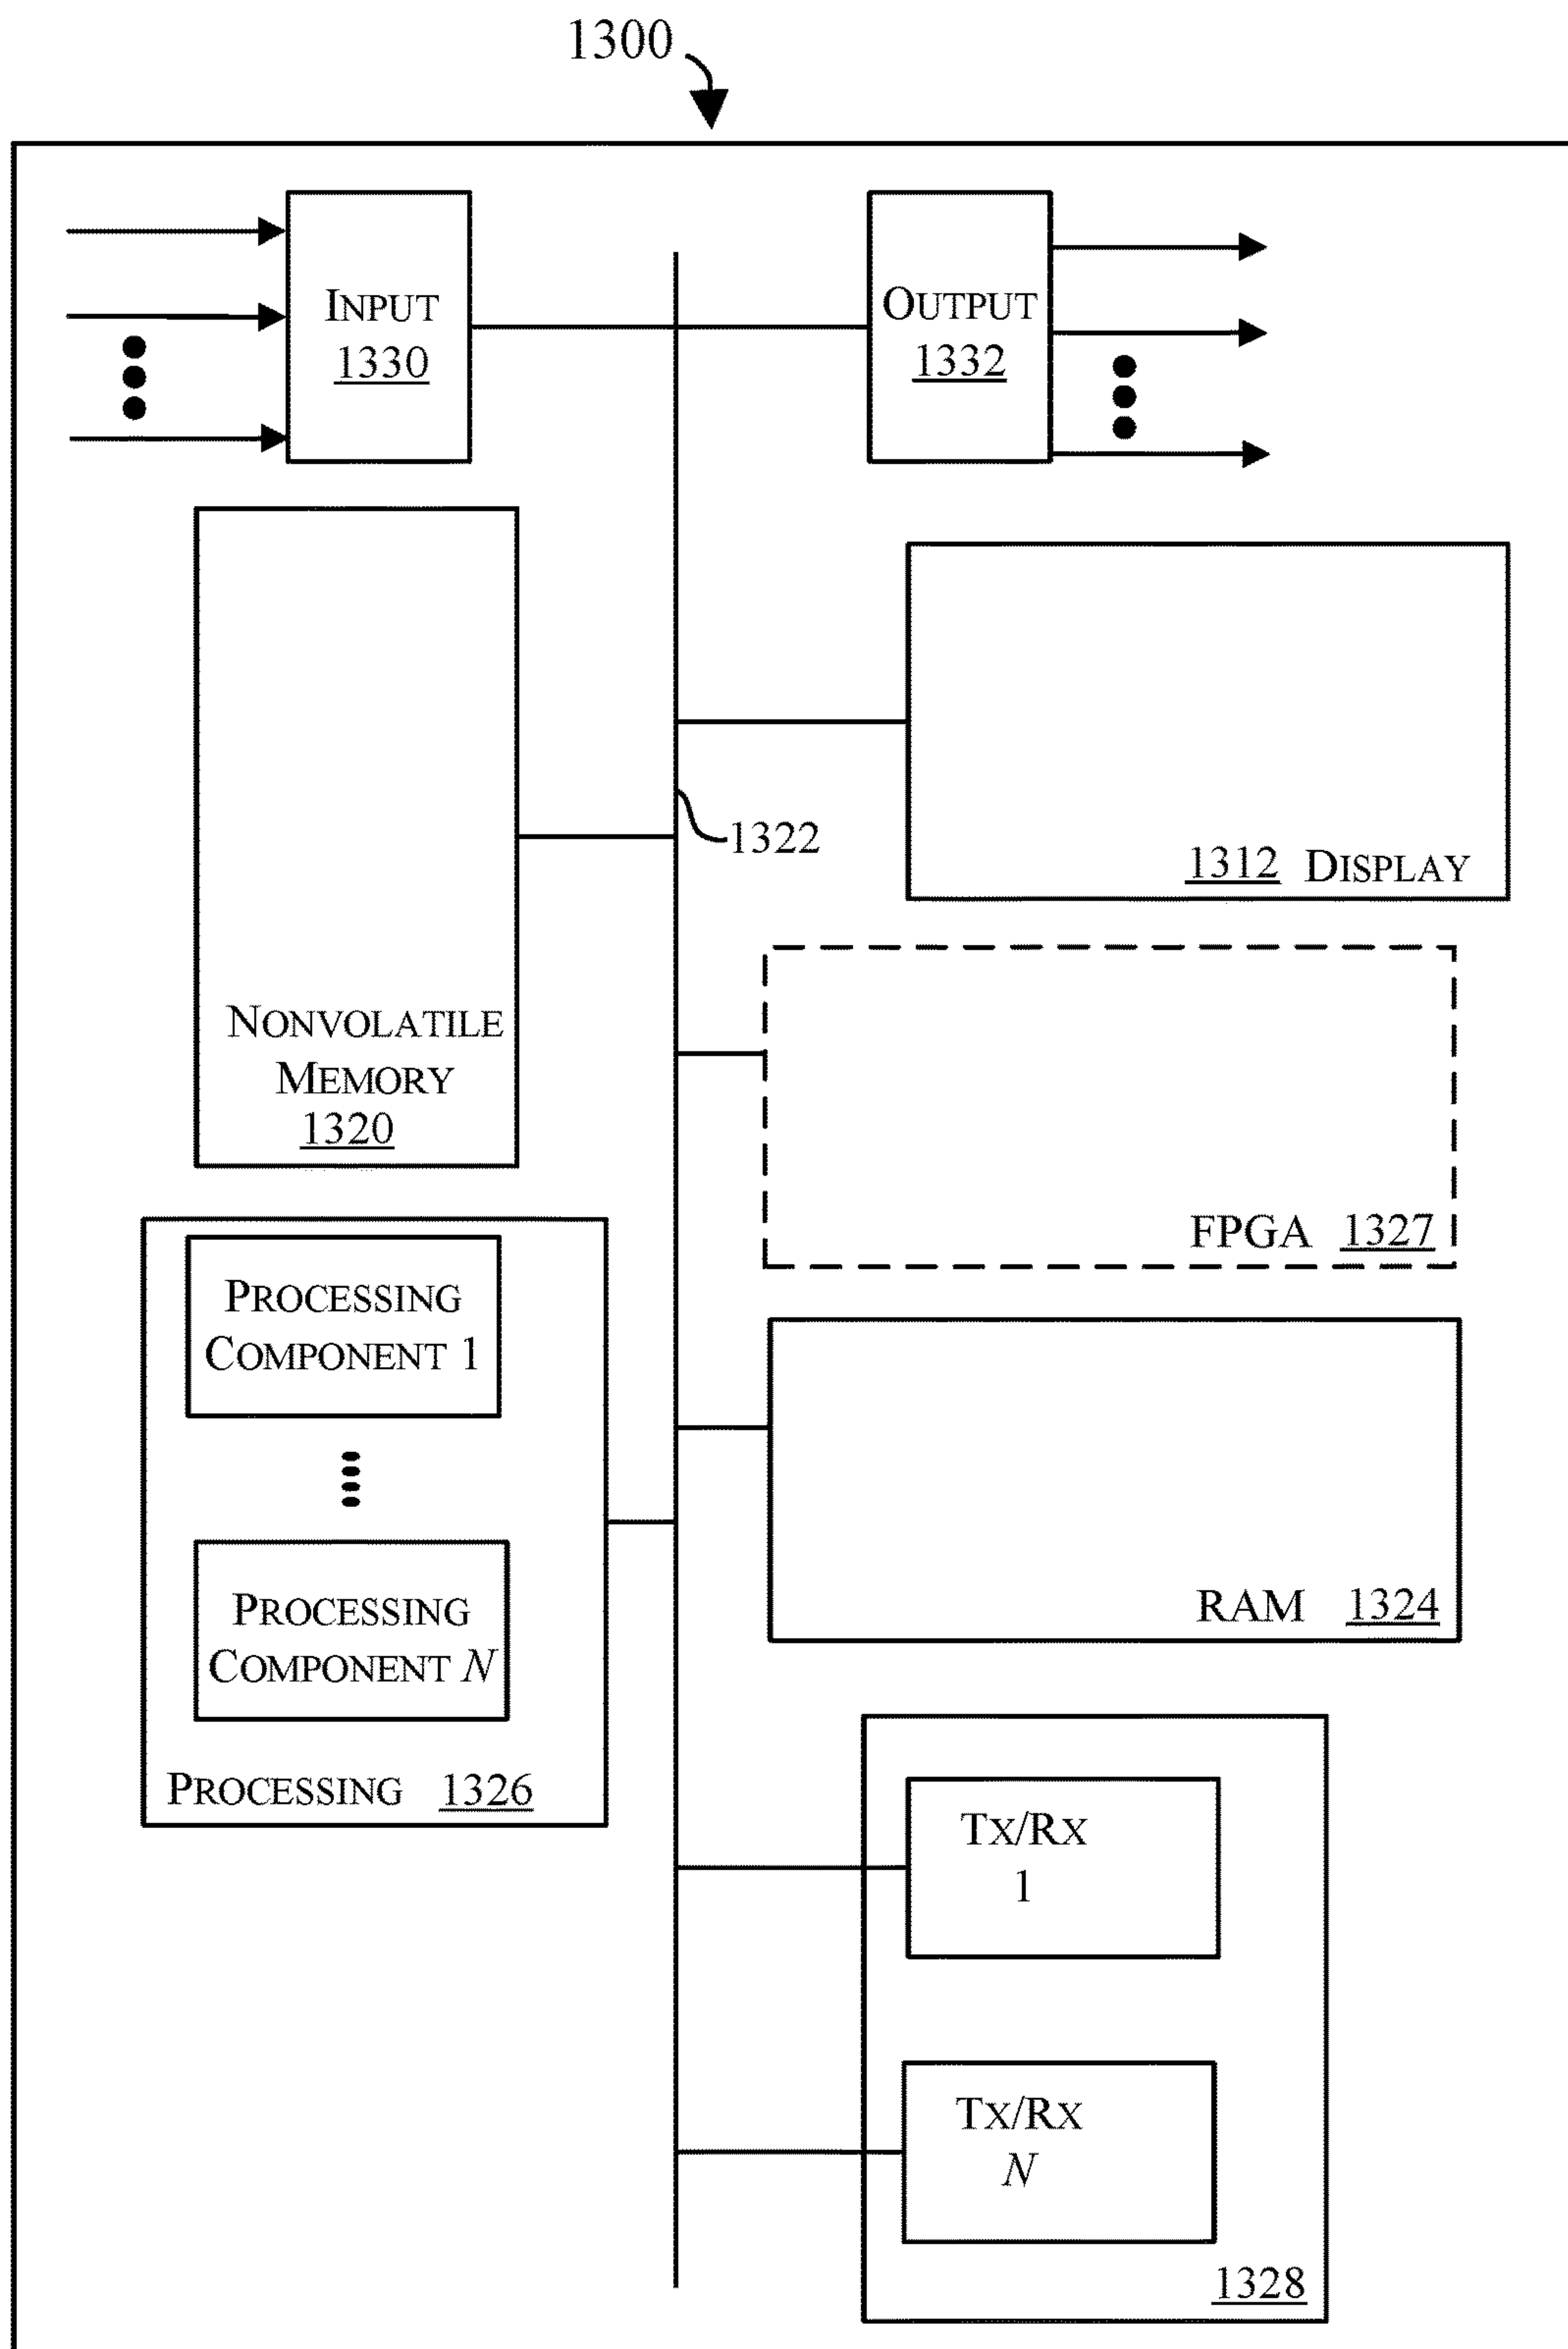 1300
INPUT
1330
OUTPUT
1332
1312 DISPLAY
1322
NONVOLATILE
MEMORY
1320
FPGA 1327
PROCESSING
COMPONENT 1
PROCESSING
COMPONENT N
PROCESSING 1326
RAM 1324
TX/RX
1
TX/RX
N
1328